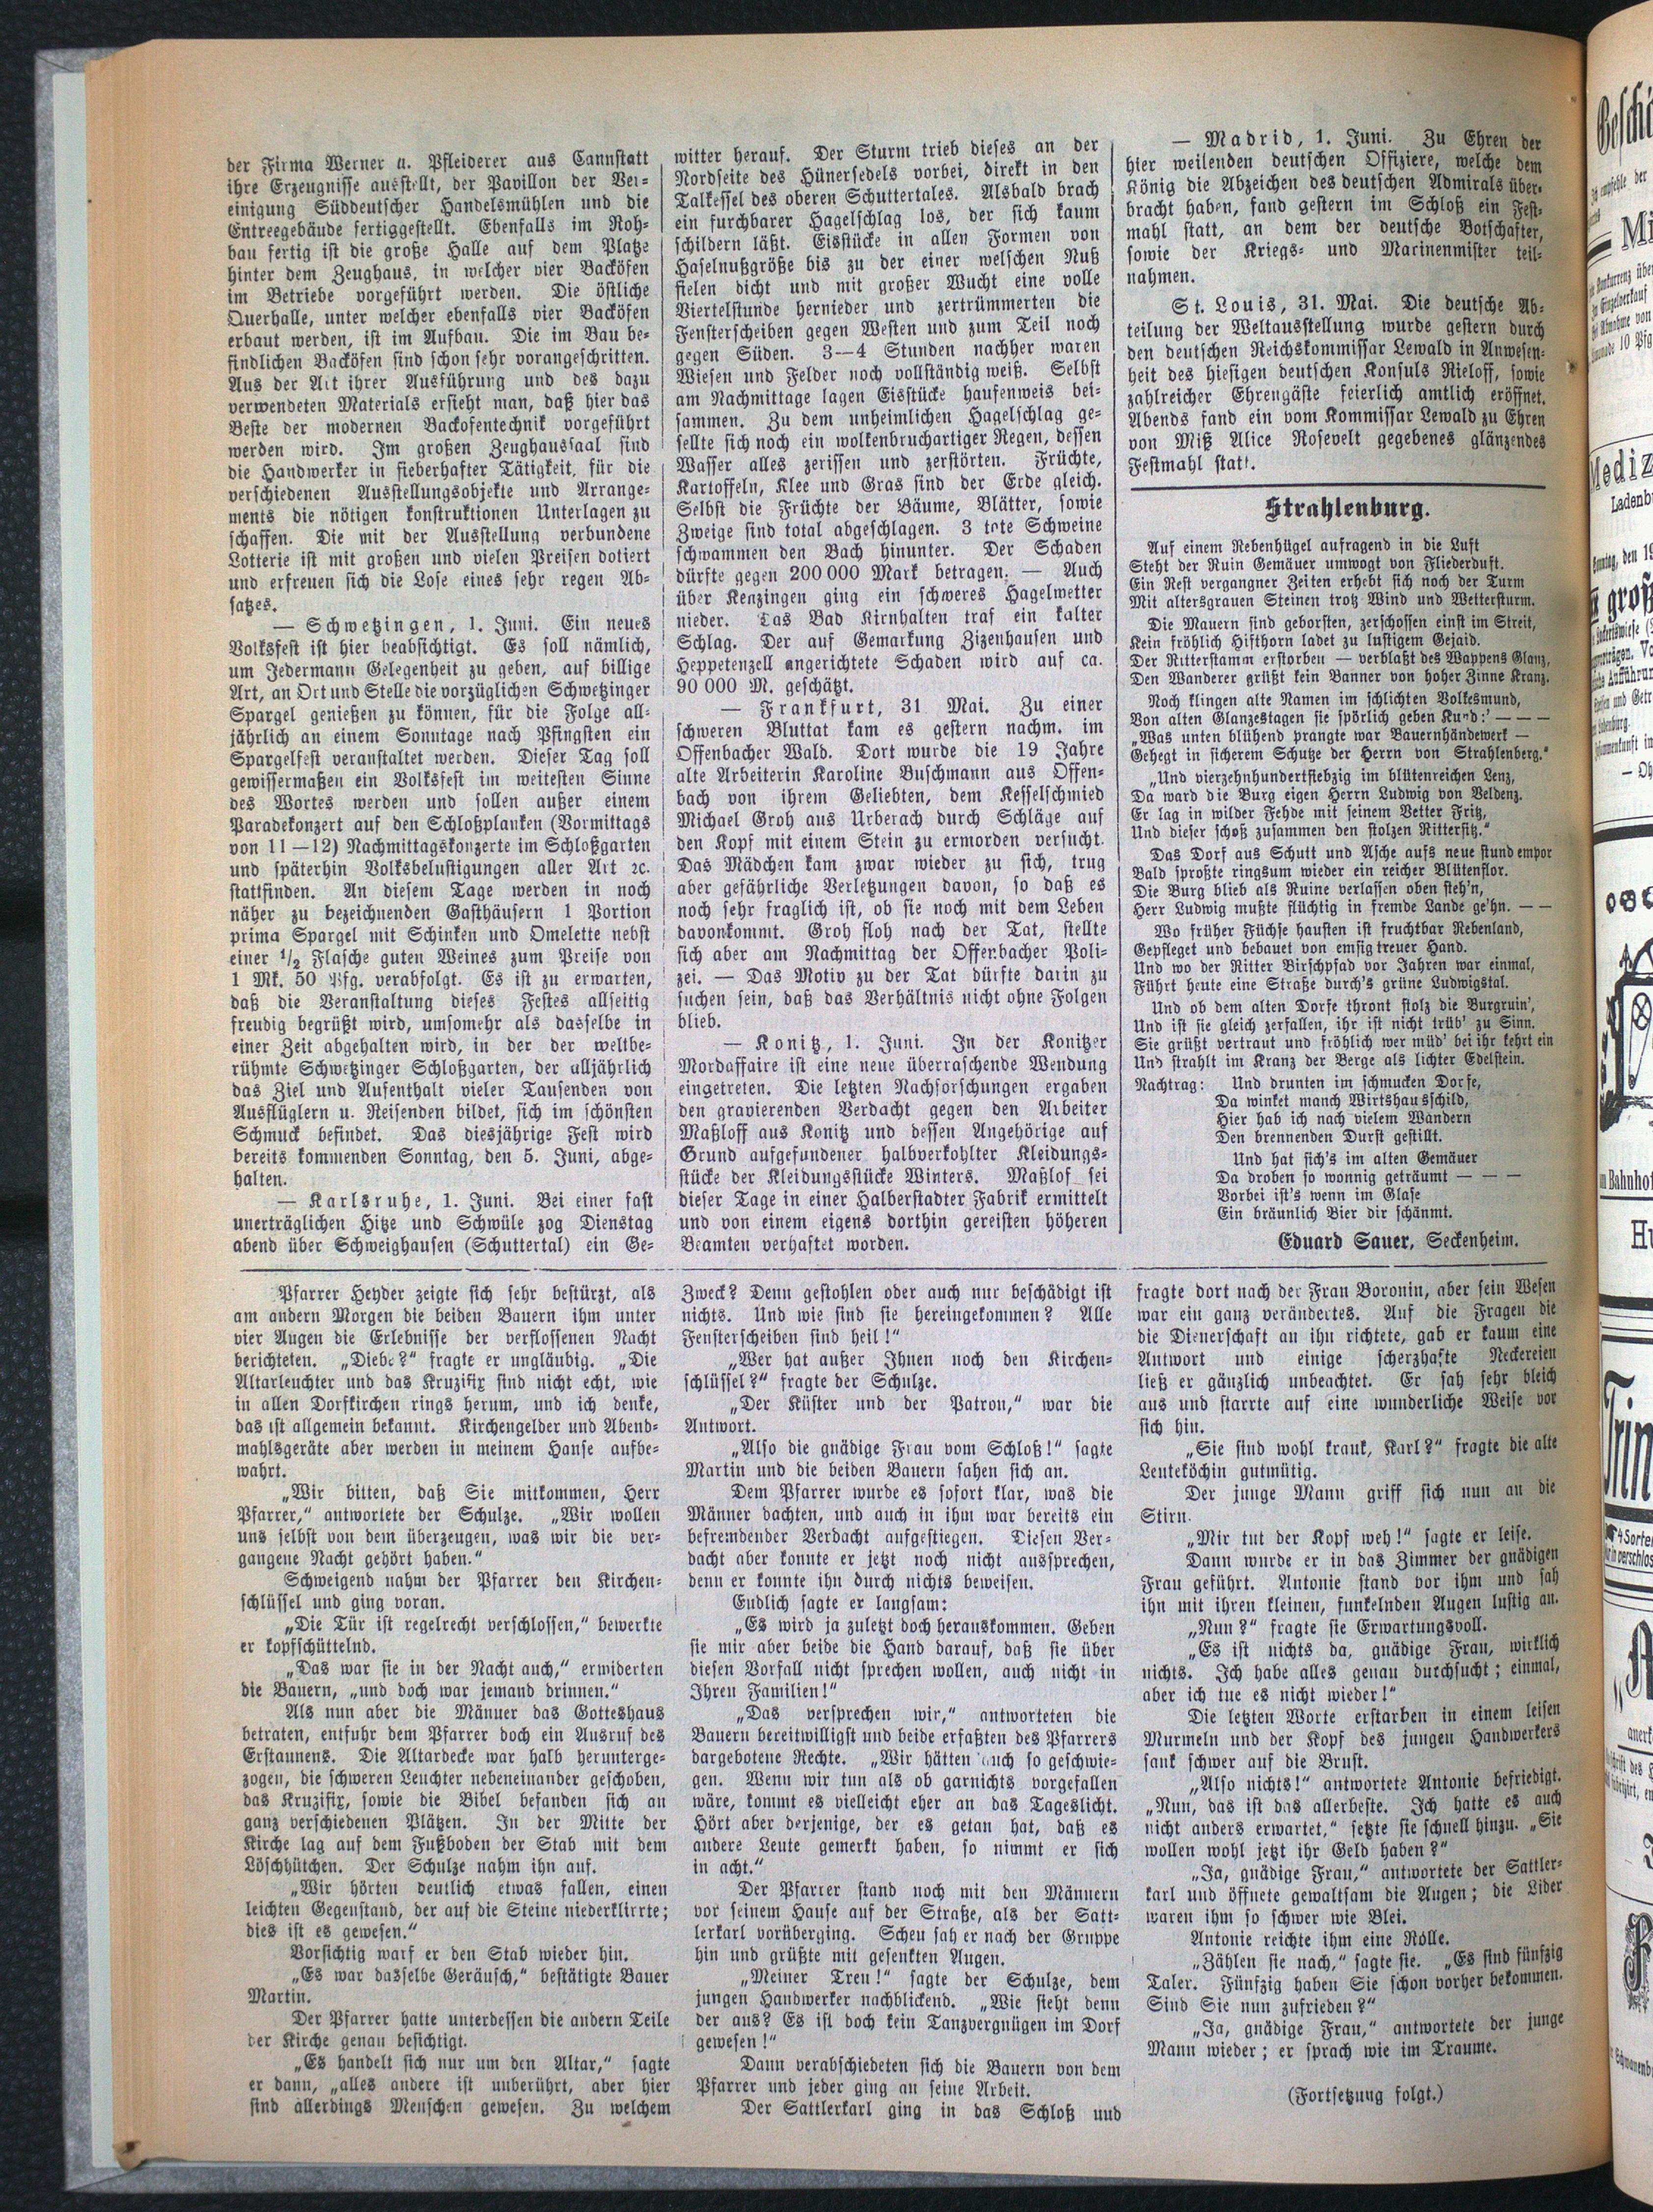 der Firma Werner u. Pfleiderer aus Cannstatt
ihre Erzeugnisse ausstellt, der Pavillon der Ver-
einigung Süddeutscher Handelsmühlen und die
Entreegebäude fertiggestellt. Ebenfalls im Roh-
bau fertig ist die große Halle auf dem Platze
hinter dem Zeughaus, in welcher vier Backöfen
im Betriebe vorgeführt werden. Die östliche
Querhalle, unter welcher ebenfalls vier Backöfen
erbaut werden, ist im Aufbau. Die im Bau be-
findlichen Backöfen sind schon sehr vorangeschritten.
Aus der Art ihrer Ausführung und des dazu
verwendeten Materials ersieht man, daß hier das
Beste der modernen Backofentechnik vorgeführt
werden wird. Im großen Zeughaussaal sind
die Handwerker in fieberhafter Tätigkeit, für die
verschiedenen Ausstellungsobjekte und Arrange-
ments die nötigen konstruktionen Unterlagen zu
schaffen. Die mit der Ausstellung verbundene
Lotterie ist mit großen und vielen Preisen dotiert
und erfreuen sich die Lose eines sehr regen Ab-
satzes.
— Schwetzingen, 1. Juni. Ein neues
Volksfest ist hier beabsichtigt. Es soll nämlich,
um Jedermann Gelegenheit zu geben, auf billige
Art, an Ort und Stelle die vorzüglichen Schwetzinger
Spargel genießen zu können, für die Folge all-
jährlich an einem Sonntage nach Pfingsten ein
Spargelfest veranstaltet werden. Dieser Tag soll
gewissermaßen ein Volksfest im weitesten Sinne
des Wortes werden und sollen außer einem
Paradekonzert auf den Schloßplanken (Vormittags
von 11—12) Nachmittagskonzerte im Schloßgarten
und späterhin Volksbelustigungen aller Art ꝛc.
stattfinden. An diesem Tage werden in noch
näher zu bezeichnenden Gasthäusern 1 Portion
prima Spargel mit Schinken und Omelette nebst
einer 1/2 Flasche guten Weines zum Preise von
1 Mk. 50 Pfg. verabfolgt. Es ist zu erwarten,
daß die Veranstaltung dieses Festes allseitig
freudig begrüßt wird, umsomehr als dasselbe in
einer Zeit abgehalten wird, in der der weltbe-
rühmte Schwetzinger Schloßgarten, der alljährlich
das Ziel und Aufenthalt vieler Tausenden von
Ausflüglern u. Reisenden bildet, sich im schönsten
Schmuck befindet. Das diesjährige Fest wird
bereits kommenden Sonntag, den 5. Juni, abge-
halten.
— Karlsruhe, 1. Juni. Bei einer fast
unerträglichen Hitze und Schwüle zog Dienstag
abend über Schweighausen (Schuttertal) ein Ge-
witter herauf. Der Sturm trieb dieses an der
Nordseite des Hünersedels vorbei, direkt in den
Talkessel des oberen Schuttertales. Alsbald brach
ein furchbarer Hagelschlag los, der sich kaum
schildern läßt. Eisstücke in allen Formen von
Haselnußgröße bis zu der einer welschen Nuß
fielen dicht und mit großer Wucht eine volle
Viertelstunde hernieder und zertrümmerten die
Fensterscheiben gegen Westen und zum Teil noch
gegen Süden. 3—4 Stunden nachher waren
Wiesen und Felder noch vollständig weiß. Selbst
am Nachmittage lagen Eisstücke haufenweis bei-
sammen. Zu dem unheimlichen Hagelschlag ge-
sellte sich noch ein wolkenbruchartiger Regen, dessen
Wasser alles zerissen und zerstörten. Früchte,
Kartoffeln, Klee und Gras sind der Erde gleich.
Selbst die Früchte der Bäume, Blätter, sowie
Zweige sind total abgeschlagen. 3 tote Schweine
schwammen den Bach hinunter. Der Schaden
dürfte gegen 200 000 Mark betragen. — Auch
über Kenzingen ging ein schweres Hagelwetter
nieder. Das Bad Kirnhalten traf ein kalter
Schlag. Der auf Gemarkung Zizenhausen und
Heppetenzell angerichtete Schaden wird auf ca.
90 000 M. geschätzt.
— Frankfurt, 31 Mai. Zu einer
schweren Bluttat kam es gestern nachm. im
Offenbacher Wald. Dort wurde die 19 Jahre
alte Arbeiterin Karoline Buschmann aus Offen-
bach von ihrem Geliebten, dem Kesselschmied
Michael Groh aus Urberach durch Schläge auf
den Kopf mit einem Stein zu ermorden versucht.
Das Mädchen kam zwar wieder zu sich, trug
aber gefährliche Verletzungen davon, so daß es
noch sehr fraglich ist, ob sie noch mit dem Leben
davonkommt. Groh floh nach der Tat, stellte
sich aber am Nachmittag der Offenbacher Poli-
zei. — Das Motiv zu der Tat dürfte darin zu
suchen sein, daß das Verhältnis nicht ohne Folgen
blieb.
— Konitz, 1. Juni. In der Konitzer
Mordaffaire ist eine neue überraschende Wendung
eingetreten. Die letzten Nachforschungen ergaben
den gravierenden Verdacht gegen den Arbeiter
Maßloff aus Konitz und dessen Angehörige auf
Grund aufgefundener halbverkohlter Kleidungs-
stücke der Kleidungsstücke Winters. Maßlof sei
dieser Tage in einer Halberstadter Fabrik ermittelt
und von einem eigens dorthin gereisten höheren
Beamten verhaftet worden.
— Madrid, 1. Juni. Zu Ehren der
hier weilenden deutschen Offiziere, welche dem
König die Abzeichen des deutschen Admirals über-
bracht haben, fand gestern im Schloß ein Fest-
mahl statt, an dem der deutsche Botschafter,
sowie der Kriegs- und Marinenmister teil-
nahmen.
St. Louis, 31. Mai. Die deutsche Ab-
teilung der Weltausstellung wurde gestern durch
den deutschen Reichskommissar Lewald in Anwesen-
heit des hiesigen deutschen Konsuls Rieloff, sowie
zahlreicher Ehrengäste feierlich amtlich eröffnet.
Abends fand ein vom Kommissar Lewald zu Ehren
von Miß Alice Rosevelt gegebenes glänzendes
Festmahl statt.
Strahlenburg.
Auf einem Rebenhügel aufragend in die Luft
Steht der Ruin Gemäuer umwogt von Fliederduft.
Ein Rest vergangner Zeiten erhebt sich noch der Turm
Mit altersgrauen Steinen trotz Wind und Wettersturm.
Die Mauern sind geborsten, zerschossen einst im Streit,
Kein fröhlich Hifthorn ladet zu lustigem Gejaid.
Der Ritterstamm erstorben — verblaßt des Wappens Glanz,
Den Wanderer grüßt kein Banner von hoher Zinne Kranz.
Noch klingen alte Namen im schlichten Volkesmund,
Von alten Glanzestagen sie spörlich geben Kund:' — — —
„Was unten blühend prangte war Bauernhändewerk —
Gehegt in sicherem Schutze der Herrn von Strahlenberg.“
„Und vierzehnhundertsiebzig im blütenreichen Lenz,
Da ward die Burg eigen Herrn Ludwig von Veldenz.
Er lag in wilder Fehde mit seinem Vetter Fritz,
Und dieser schoß zusammen den stolzen Rittersitz.“
Das Dorf aus Schutt und Asche aufs neue stund empor
Bald sproßte ringsum wieder ein reicher Blütenflor.
Die Burg blieb als Ruine verlassen oben steh'n,
Herr Ludwig mußte flüchtig in fremde Lande ge'hn. — —
Wo früher Füchse hausten ist fruchtbar Rebenland,
Gepfleget und bebauet von emsig treuer Hand.
Und wo der Ritter Birschpfad vor Jahren war einmal,
Führt heute eine Straße durch's grüne Ludwigstal.
Und ob dem alten Dorfe thront stolz die Burgruin',
Und ist sie gleich zerfallen, ihr ist nicht trüb' zu Sinn.
Sie grüßt vertraut und fröhlich wer müd' bei ihr kehrt ein
Und strahlt im Kranz der Berge als lichter Edelstein.
Nachtrag: Und drunten im schmucken Dorfe,
Da winket manch Wirtshausschild,
Hier hab ich nach vielem Wandern
Den brennenden Durst gestillt.
Und hat sich's im alten Gemäuer
Da droben so wonnig geträumt — — —
Vorbei ist's wenn im Glase
Ein bräunlich Bier dir schäumt.
Eduard Sauer, Seckenheim.
Pfarrer Heyder zeigte sich sehr bestürzt, als
am andern Morgen die beiden Bauern ihm unter
vier Augen die Erlebnisse der verflossenen Nacht
berichteten. „Diebe?“ fragte er ungläubig. „Die
Altarleuchter und das Kruzifix sind nicht echt, wie
in allen Dorfkirchen rings herum, und ich denke,
das ist allgemein bekannt. Kirchengelder und Abend-
mahlsgeräte aber werden in meinem Hause aufbe-
wahrt.
„Wir bitten, daß Sie mitkommen, Herr
Pfarrer,“ antwortete der Schulze. „Wir wollen
uns selbst von dem überzeugen, was wir die ver-
gangene Nacht gehört haben.“
Schweigend nahm der Pfarrer den Kirchen-
schlüssel und ging voran.
„Die Tür ist regelrecht verschlossen,“ bewerkte
er kopfschüttelnd.
„Das war sie in der Nacht auch,“ erwiderten
die Bauern, „und doch war jemand drinnen.“
Als nun aber die Männer das Gotteshaus
betraten, entfuhr dem Pfarrer doch ein Ausruf des
Erstaunens. Die Altardecke war halb herunterge-
zogen, die schweren Leuchter nebeneinander geschoben,
das Kruzifix, sowie die Bibel befanden sich an
ganz verschiedenen Plätzen. In der Mitte der
Kirche lag auf dem Fußboden der Stab mit dem
Löschhütchen. Der Schulze nahm ihn auf.
„Wir hörten deutlich etwas fallen, einen
leichten Gegenstand, der auf die Steine niederklirrte;
dies ist es gewesen.“
Vorsichtig warf er den Stab wieder hin.
„Es war dasselbe Geräusch,“ bestätigte Bauer
Martin.
Der Pfarrer hatte unterdessen die andern Teile
der Kirche genau besichtigt.
„Es handelt sich nur um den Altar,“ sagte
er dann, „alles andere ist unberührt, aber hier
sind allerdings Menschen gewesen. Zu welchem
Zweck? Denn gestohlen oder auch nur beschädigt ist
nichts. Und wie sind sie hereingekommen? Alle
Fensterscheiben sind heil!“
„Wer hat außer Ihnen noch den Kirchen-
schlüssel?“ fragte der Schulze.
„Der Küster und der Patron,“ war die
Antwort.
„Also die gnädige Frau vom Schloß!“ sagte
Martin und die beiden Bauern sahen sich an.
Dem Pfarrer wurde es sofort klar, was die
Männer dachten, und auch in ihm war bereits ein
befremdender Verdacht aufgestiegen. Diesen Ver-
dacht aber konnte er jetzt noch nicht aussprechen,
denn er konnte ihn durch nichts beweisen.
Endlich sagte er langsam:
„Es wird ja zuletzt doch herauskommen. Geben
sie mir aber beide die Hand darauf, daß sie über
diesen Vorfall nicht sprechen wollen, auch nicht in
Ihren Familien!“
„Das versprechen wir,“ antworteten die
Bauern bereitwilligst und beide erfaßten des Pfarrers
dargebotene Rechte. „Wir hätten auch so geschwie-
gen. Wenn wir tun als ob garnichts vorgefallen
wäre, kommt es vielleicht eher an das Tageslicht.
Hört aber derjenige, der es getan hat, daß es
andere Leute gemerkt haben, so nimmt er sich
in acht.“
Der Pfarrer stand noch mit den Männern
vor seinem Hause auf der Straße, als der Satt-
lerkarl vorüberging. Scheu sah er nach der Gruppe
hin und grüßte mit gesenkten Augen.
„Meiner Treu!“ sagte der Schulze, dem
jungen Handwerker nachblickend. „Wie sieht denn
der aus? Es ist doch kein Tanzvergnügen im Dorf
gewesen!“
Dann verabschiedeten sich die Bauern von dem
Pfarrer und jeder ging an seine Arbeit.
Der Sattlerkarl ging in das Schloß und
fragte dort nach der Frau Boronin, aber sein Wesen
war ein ganz verändertes. Auf die Fragen die
die Dienerschaft an ihn richtete, gab er kaum eine
Antwort und einige scherzhafte Neckereien
ließ er gänzlich unbeachtet. Er sah sehr bleich
aus und starrte auf eine wunderliche Weise vor
sich hin.
„Sie sind wohl krank, Karl?“ fragte die alte
Leuteköchin gutmütig.
Der junge Mann griff sich nun an die
Stirn.
„Mir tut der Kopf weh!“ sagte er leise.
Dann wurde er in das Zimmer der gnädigen
Frau geführt. Antonie stand vor ihm und sah
ihn mit ihren kleinen, funkelnden Augen lustig an.
„Nun?“ fragte sie Erwartungsvoll.
„Es ist nichts da, gnädige Frau, wirklich
nichts. Ich habe alles genau durchsucht; einmal,
aber ich tue es nicht wieder!“
Die letzten Worte erstarben in einem leisen
Murmeln und der Kopf des jungen Handwerkers
sank schwer auf die Brust.
„Also nichts!“ antwortete Antonie befriedigt.
„Nun, das ist das allerbeste. Ich hatte es auch
nicht anders erwartet,“ setzte sie schnell hinzu. „Sie
wollen wohl jetzt ihr Geld haben?“
„Ja, gnädige Frau,“ antwortete der Sattler-
karl und öffnete gewaltsam die Augen; die Lider
waren ihm so schwer wie Blei.
Antonie reichte ihm eine Rolle.
„Zählen sie nach,“ sagte sie. „Es sind fünfzig
Taler. Fünfzig haben Sie schon vorher bekommen.
Sind Sie nun zufrieden?“
„Ja, gnädige Frau,“ antwortete der junge
Mann wieder; er sprach wie im Traume.
(Fortsetzung folgt.)